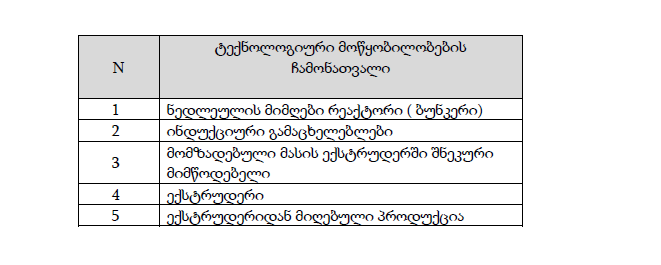 N
ტექნოლოგიური მოწყობილობების
ჩამონათვალი
1 ნედლეულის მიმღები რეაქტორი ( ბუნკერი)
2 ინდუქციური გამაცხელებლები
3 მომზადებული მასის ექსტრუდერში შნეკური
მიმწოდებელი
4 ექსტრუდერი
5 ექსტრუდერიდან მიღებული პროდუქცია